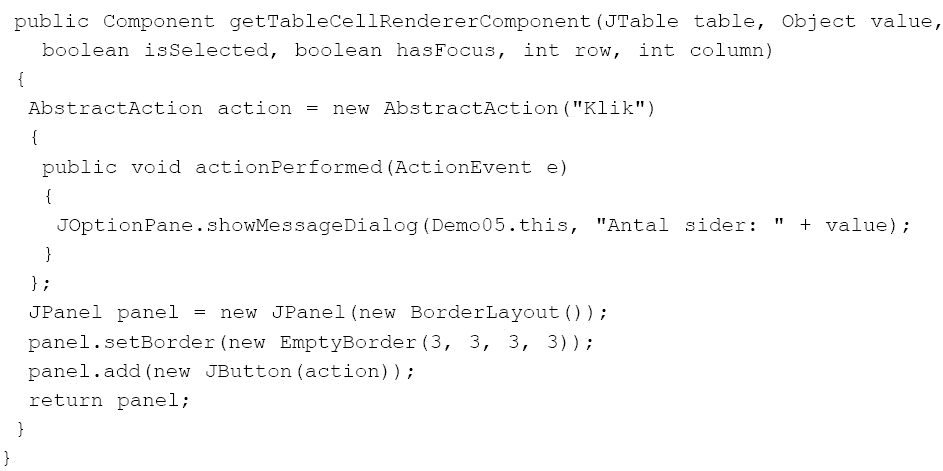 public Component getTableCellRendererComponent(JTable table, Object value,
boolean isSelected, boolean hasFocus, int row, int column)
{
AbstractAction action = new AbstractAction("Klik")
{
public void actionPerformed(ActionEvent e)
{
JOptionPane.showMessageDialog(Demo05.this, "Antal sider: " + value);
}
};
JPanel panel = new JPanel(new BorderLayout());
panel.setBorder(new EmptyBorder(3, 3, 3, 3));
panel.add(new JButton(action));
return panel;
}
}